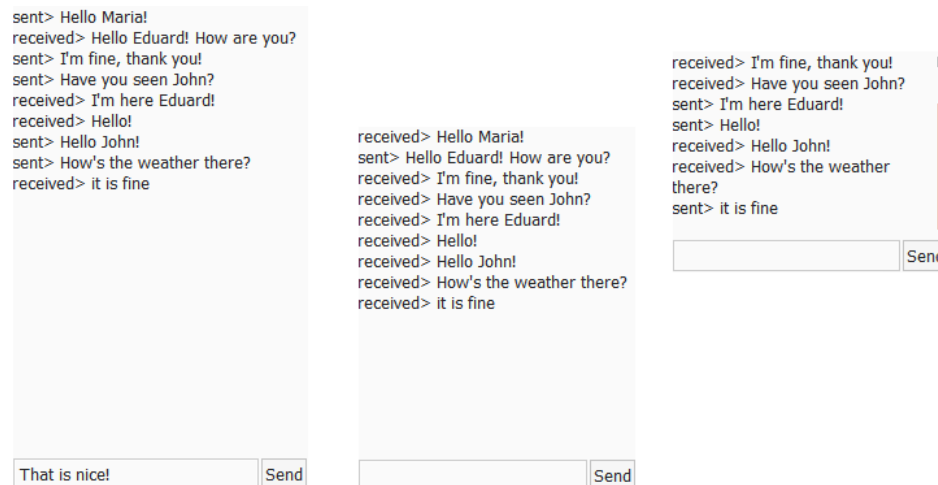 sent> Hello Maria!
received> Hello Eduard! How are you?
sent> I'm fine, thank you!
sent> Have you seen John?
received> I'm here Eduard!
received> Hello!
sent> Hello John!
sent> How's the weather there?
received> it is fine
That is nice!
Send
received> Hello Maria!
sent> Hello Eduard! How are you?
received> I'm fine, thank you!
received> Have you seen John?
received> I'm here Eduard!
received> Hello!
received> Hello John!
received> How's the weather there?
received> it is fine
Send
received> I'm fine, thank you!
received> Have you seen John?
sent> I'm here Eduard!
sent> Hello!
received> Hello John!
received> How's the weather
there?
sent> it is fine
Send